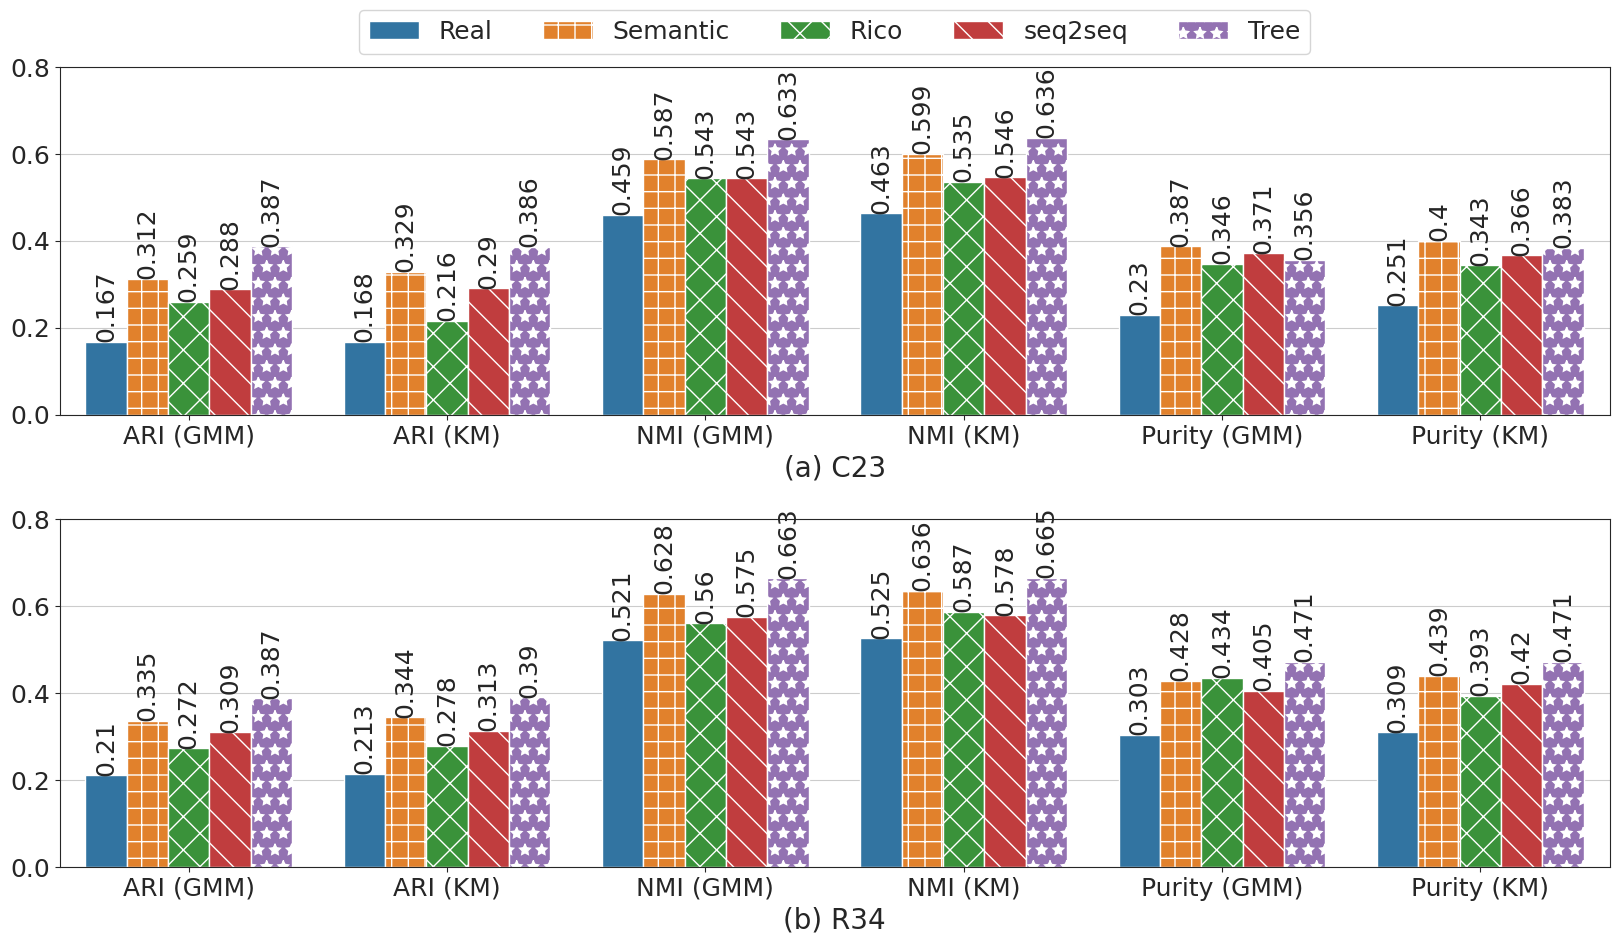 Real Semantic Rico seq2seq Tree
0.8
0.6
0.4
0.2
0.0
0.167 0.312 0.259 0.288 0.387
0.168 0.329 0.216 0.29 0.386
0.459 0.587 0.543 0.543 0.633
0.463 0.599 0.535 0.546 0.636
0.23 0.387 0.346 0.371 0.356
0.251 0.4 0.343 0.366 0.383
ARI (GMM) ARI (KM) NMI (GMM) NMI (KM) Purity (GMM) Purity (KM)
(a) C23
0.8
0.6
0.4
0.2
0.0
0.21 0.335 0.272 0.309 0.387
0.213 0.344 0.278 0.313 0.39
0.521 0.628 0.56 0.575 0.663
0.525 0.636 0.587 0.578 0.665
0.303 0.428 0.434 0.405 0.471
0.309 0.439 0.393 0.42 0.471
ARI (GMM) ARI (KM) NMI (GMM) NMI (KM) Purity (GMM) Purity (KM)
(b) R34